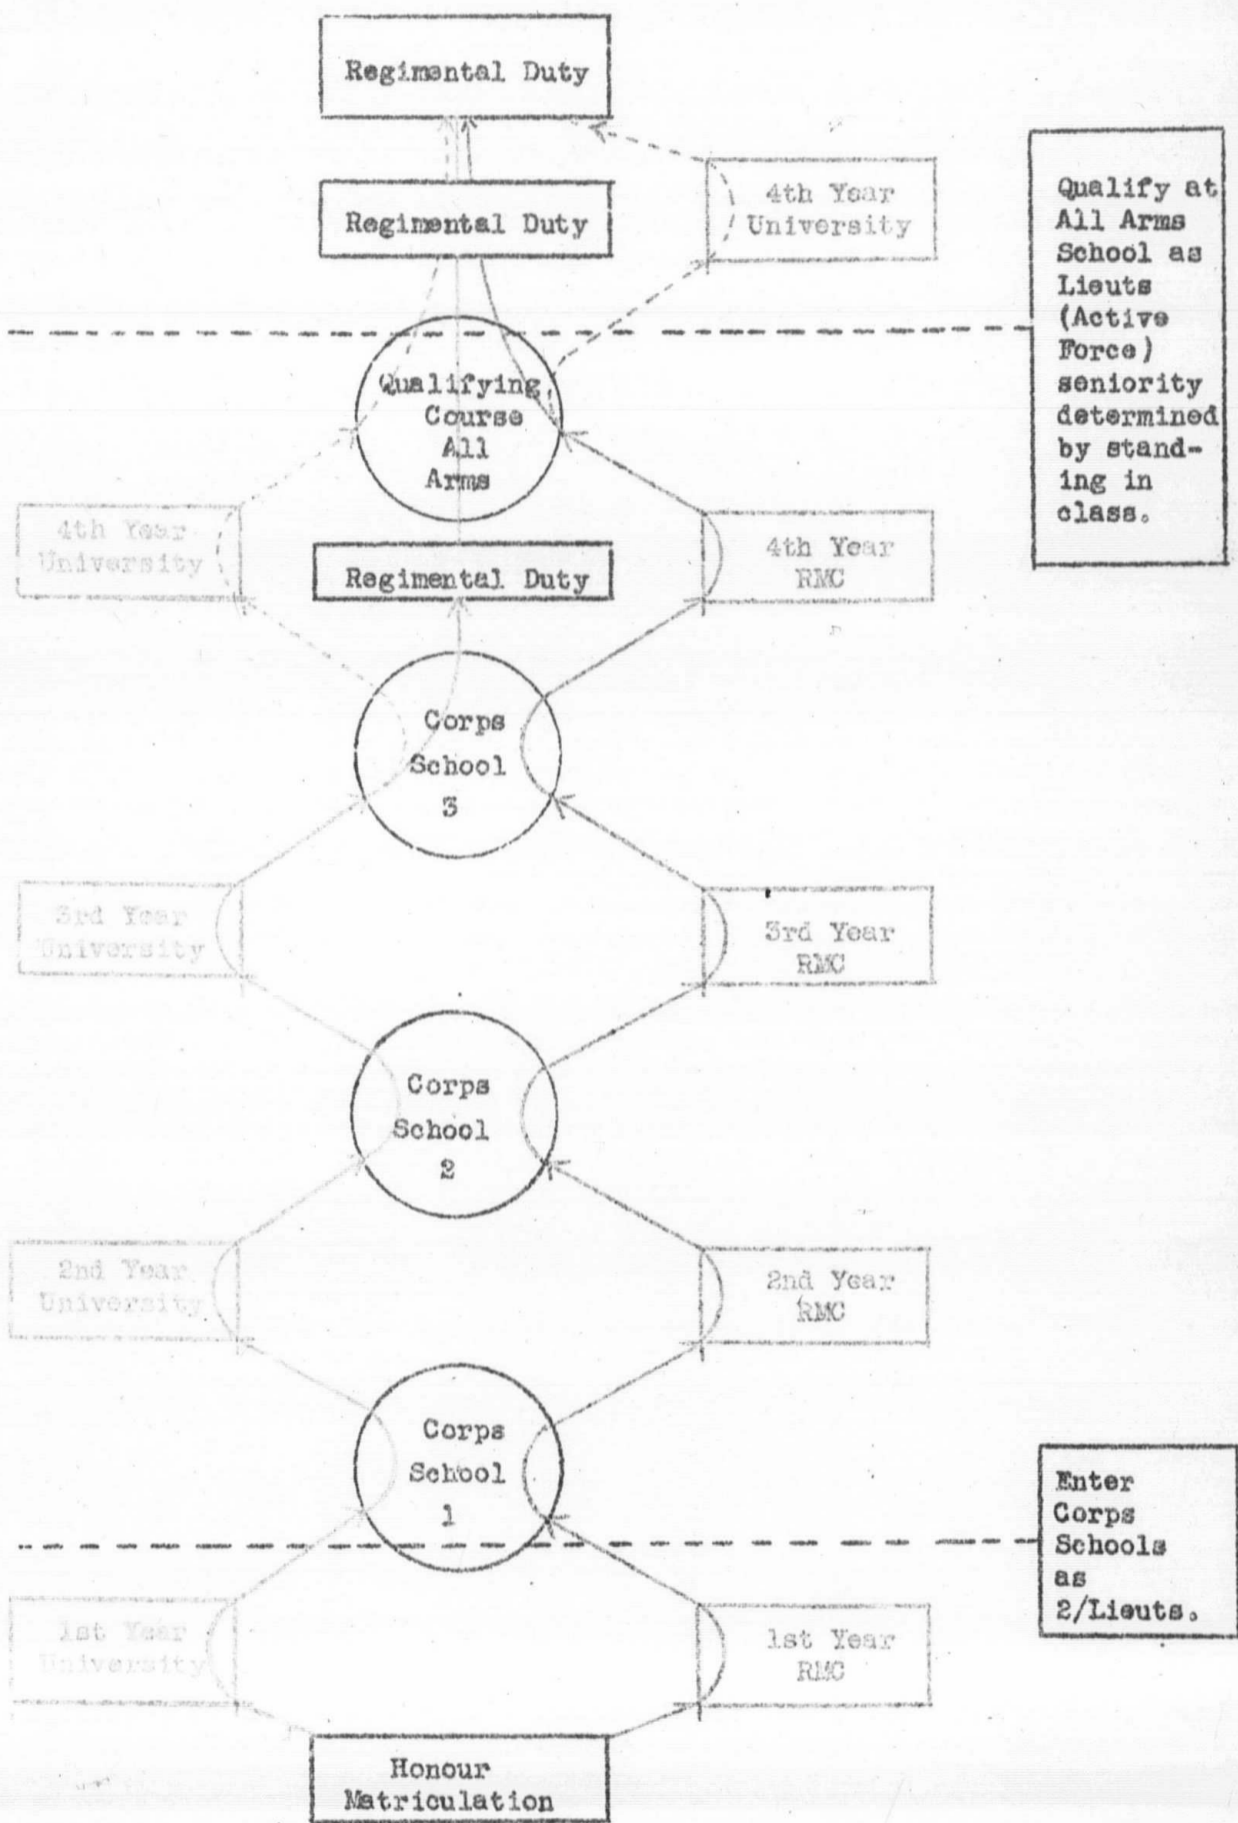 Regimental Duty
Regimental Duty
4th Year
University
Qualify at
All Arms
School as
Lieuts
(Active
Force)
seniority
determined
by stand-
ing in
class.
Qualifying
Course
All
Arms
4th Year
University
Regimental Duty
4th Year
RMC
Corps
School
3
3rd Year
University
3rd Year
RMC
Corps
School
2
2nd Year
University
2nd Year
RMC
Corps
School
1
Enter
Corps
Schools
as
2/Lieuts.
1st Year
University
1st Year
RMC
Honour
Matriculation